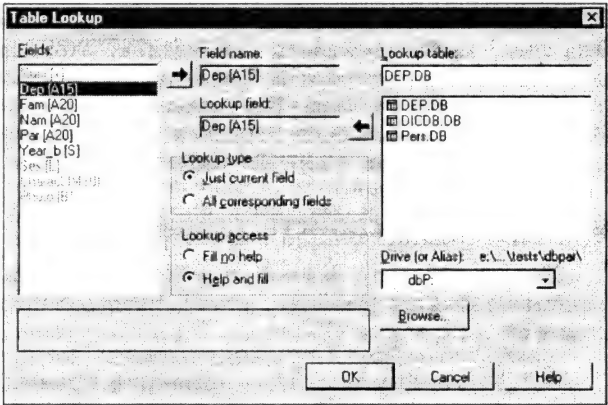 Table Lookup
Fields:
Dep [A15]
Fam [A20]
Nam [A20]
Par [A20]
Year_b [S]
Sex [L]
Field name:
Dep [A15]
Lookup field:
Dep [A15]
Lookup type
Just current field
All corresponding fields
Lookup access
Fill no help
Help and fill
Lookup table:
DEP.DB
DEP.DB
DICDB.DB
Pers.DB
Drive (or Alias): e:\...\tests\dbpar\
dbP:
Browse...
OK
Cancel
Help